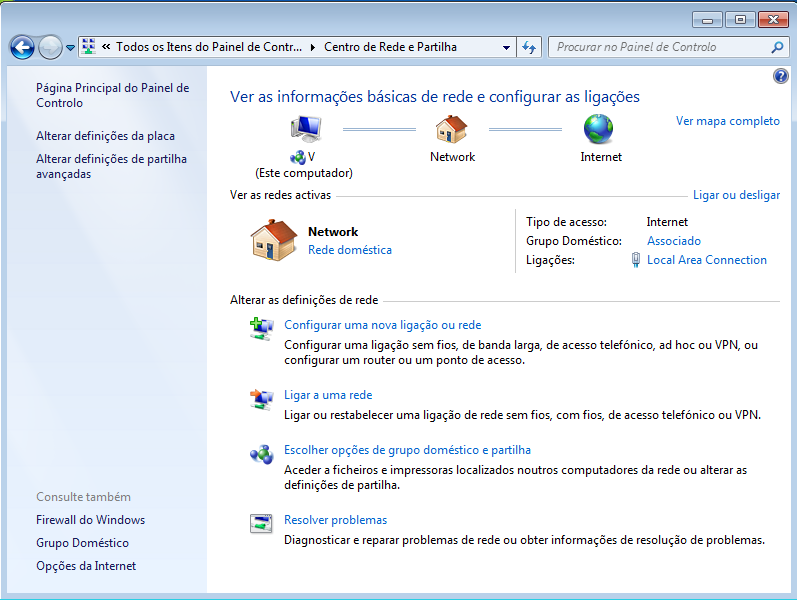 « Todos os Itens do Painel de Contr... Centro de Rede e Partilha
Procurar no Painel de Controlo
Página Principal do Painel de
Controlo
Alterar definições da placa
Alterar definições de partilha
avançadas
Consulte também
Firewall do Windows
Grupo Doméstico
Opções da Internet
Ver as informações básicas de rede e configurar as ligações
Ver mapa completo
V
(Este computador)
Network
Internet
Ver as redes activas
Ligar ou desligar
Network
Rede doméstica
Tipo de acesso: Internet
Grupo Doméstico: Associado
Ligações: Local Area Connection
Alterar as definições de rede
Configurar uma nova ligação ou rede
Configurar uma ligação sem fios, de banda larga, de acesso telefónico, ad hoc ou VPN, ou
configurar um router ou um ponto de acesso.
Ligar a uma rede
Ligar ou restabelecer uma ligação de rede sem fios, com fios, de acesso telefónico ou VPN.
Escolher opções de grupo doméstico e partilha
Aceder a ficheiros e impressoras localizados noutros computadores da rede ou alterar as
definições de partilha.
Resolver problemas
Diagnosticar e reparar problemas de rede ou obter informações de resolução de problemas.